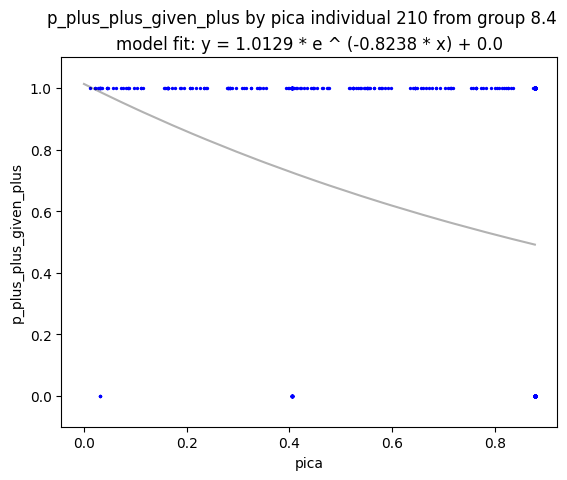 p_plus_plus_given_plus by pica individual 210 from group 8.4
model fit: y = 1.0129 * e ^ (-0.8238 * x) + 0.0
1.0
0.8
0.6
0.4
0.2
0.0
p_plus_plus_given_plus
0.0 0.2 0.4 0.6 0.8
pica